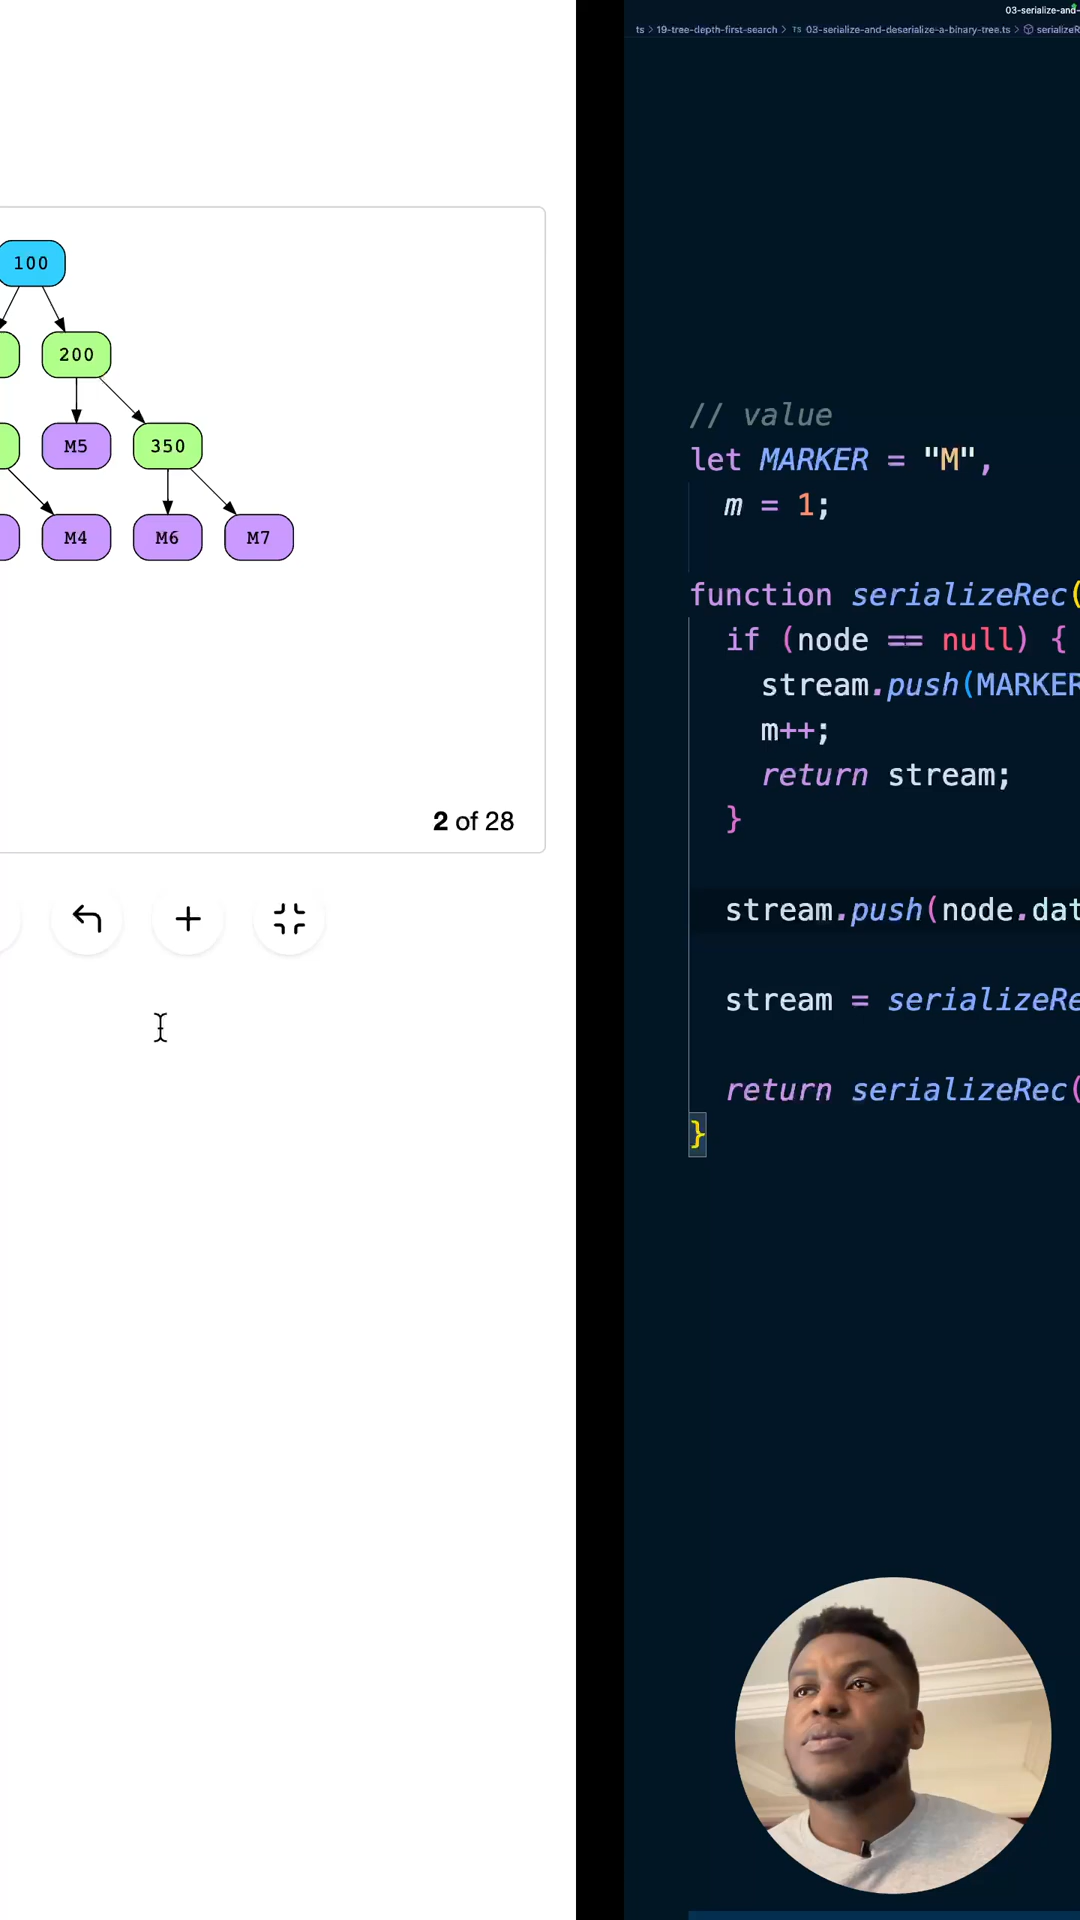 100
200
M5
350
M4
M6
M7
2 of 28
03-serialize-and-
ts > 19-tree-depth-first-search > TS 03-serialize-and-deserialize-a-binary-tree.ts > serializeR
// value
let MARKER = "M",
m = 1;
function serializeRec(
if (node == null) {
stream.push(MARKER
m++;
return stream;
}
stream.push(node.dat
stream = serializeRe
return serializeRec(
}